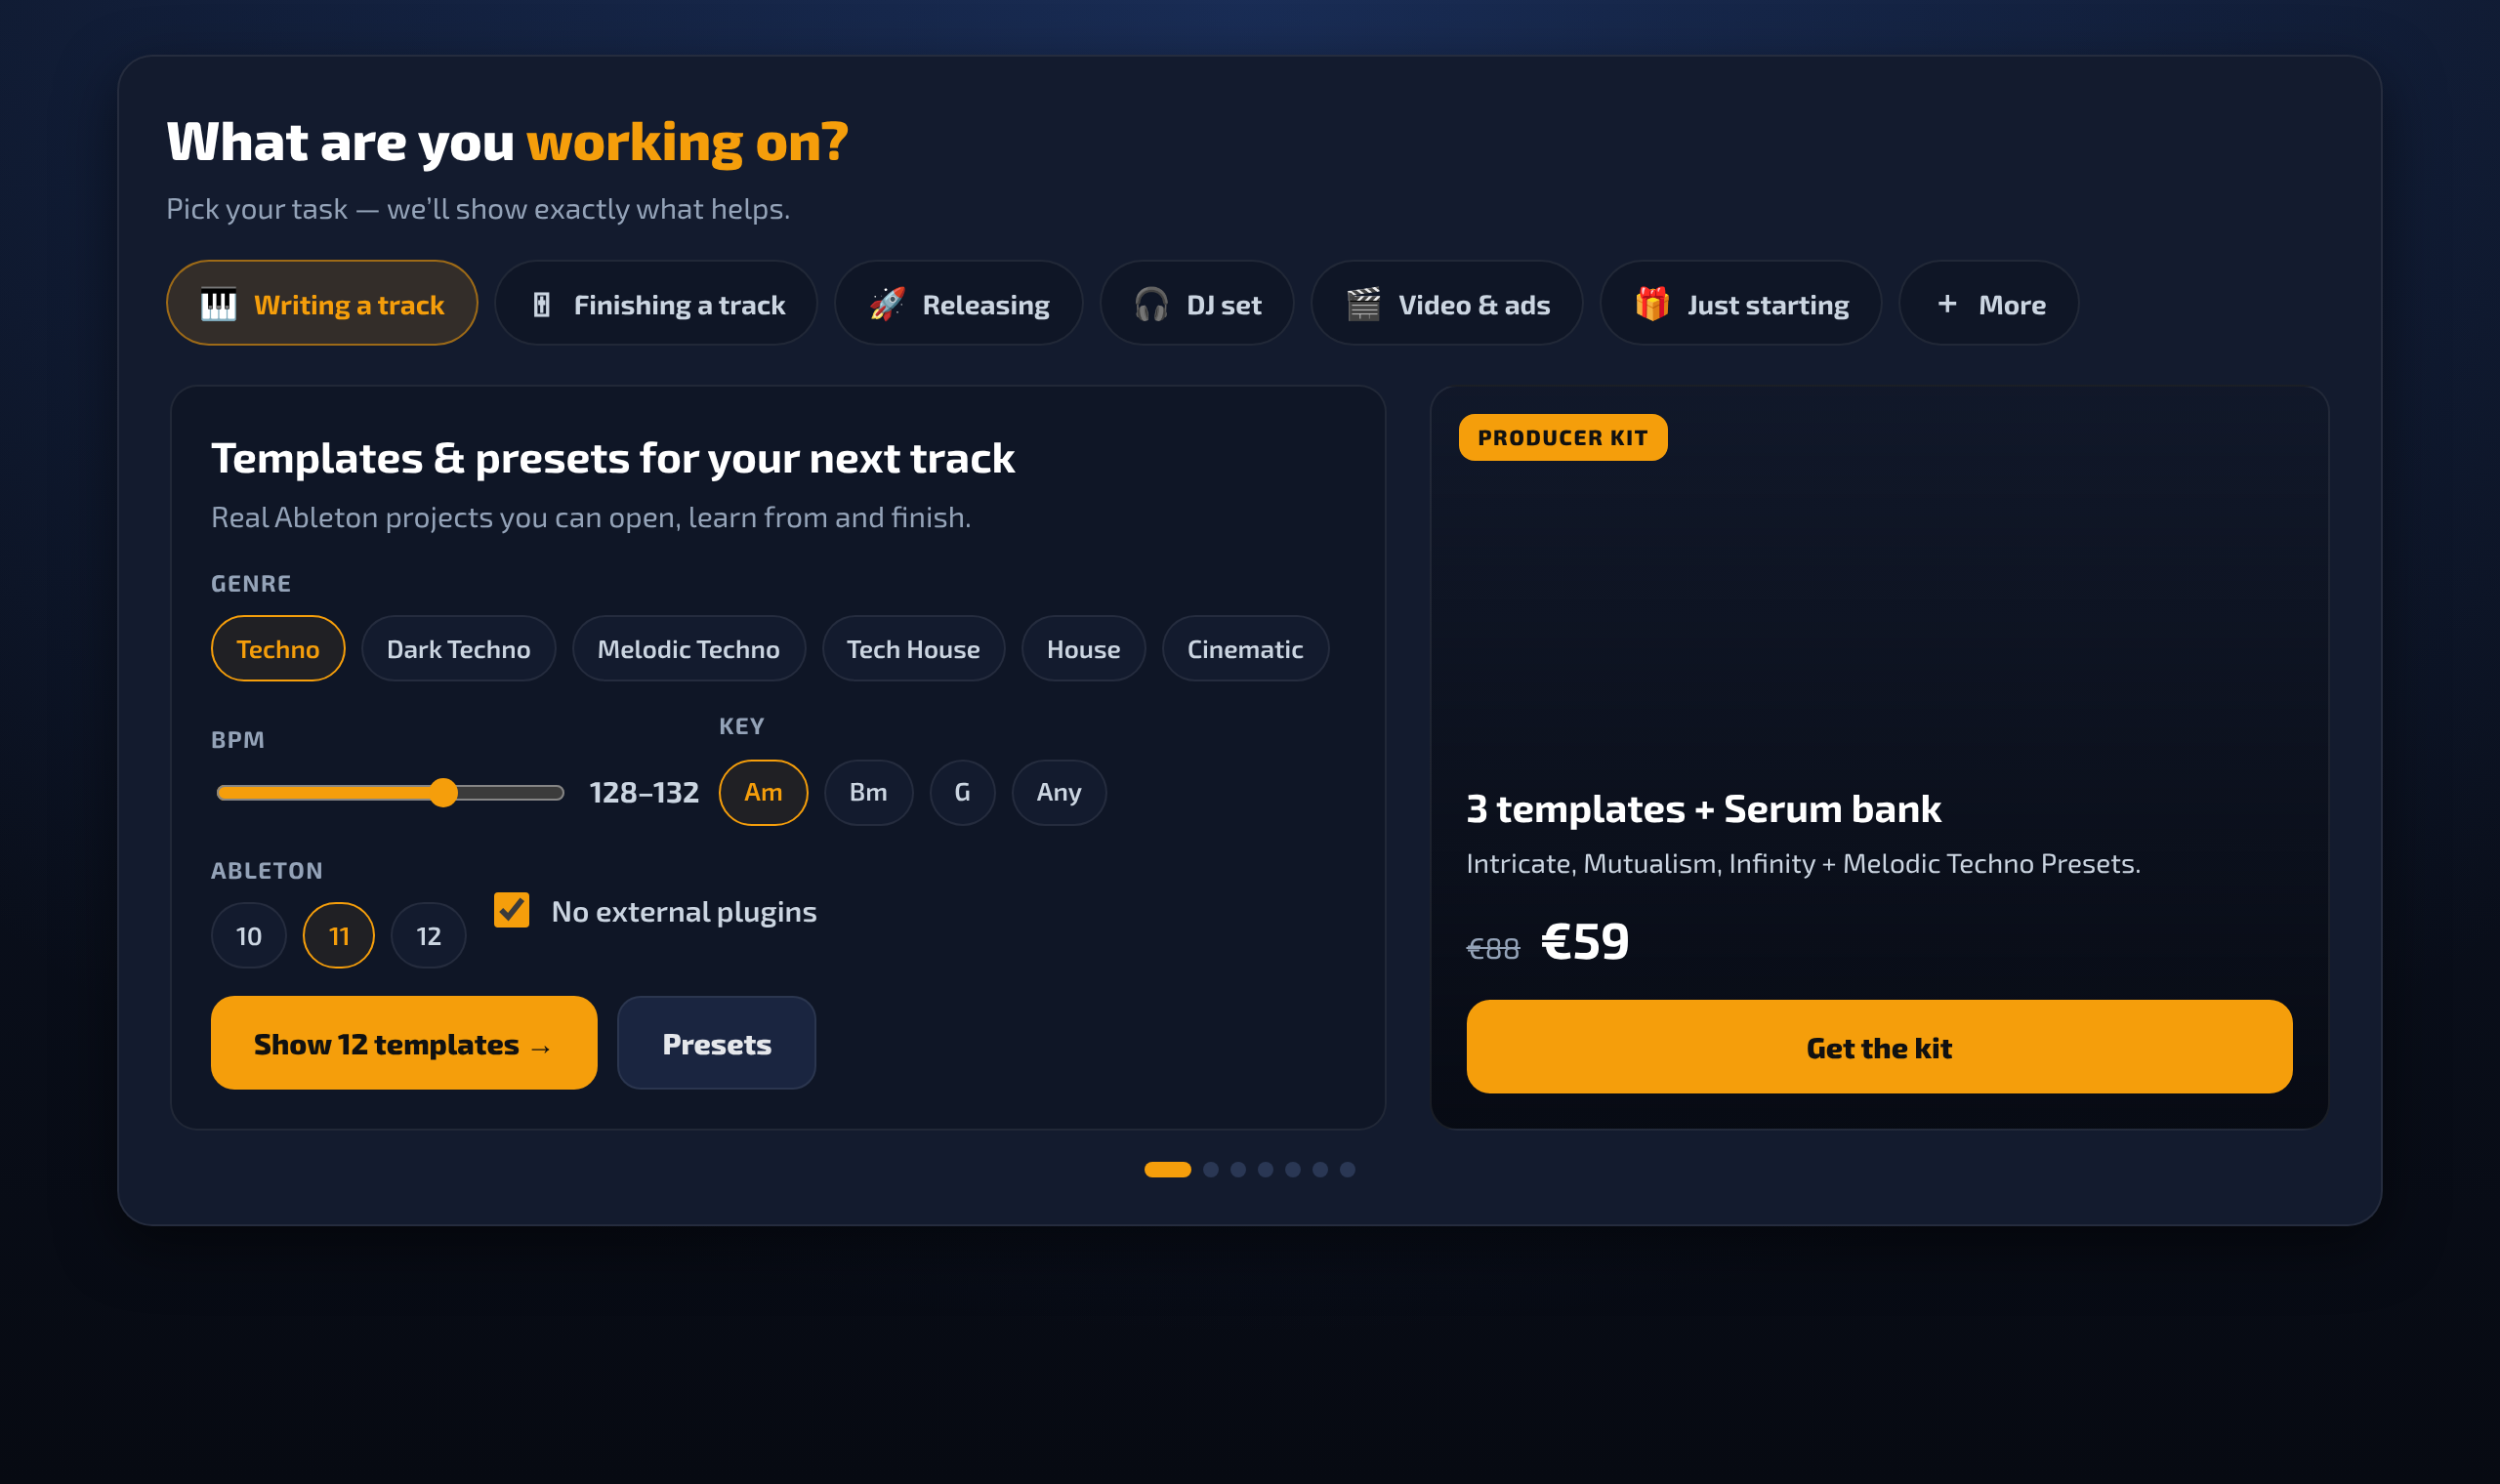 What are you working on?
Pick your task — we’ll show exactly what helps.
Writing a track
Finishing a track
Releasing
DJ set
Video & ads
Just starting
+ More
Templates & presets for your next track
Real Ableton projects you can open, learn from and finish.
GENRE
Techno
Dark Techno
Melodic Techno
Tech House
House
Cinematic
BPM
128–132
KEY
Am
Bm
G
Any
ABLETON
10
11
12
No external plugins
Show 12 templates →
Presets
PRODUCER KIT
3 templates + Serum bank
Intricate, Mutualism, Infinity + Melodic Techno Presets.
€88 €59
Get the kit